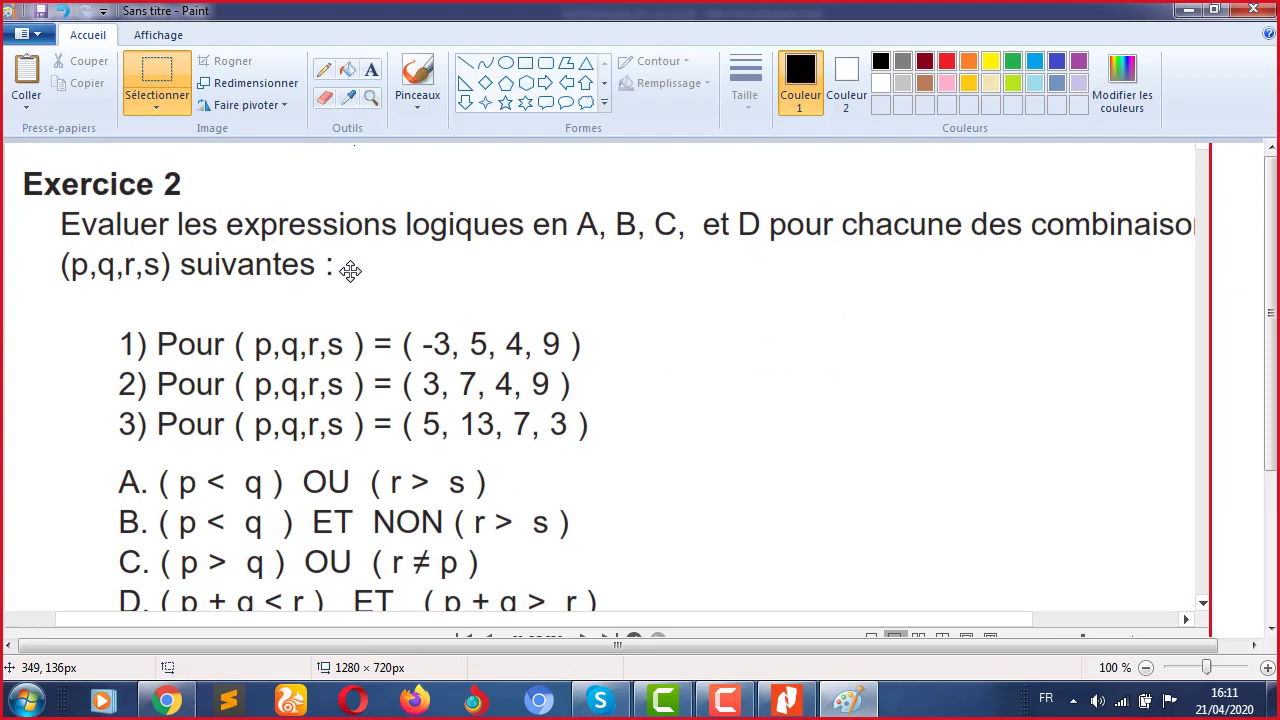 Sans titre - Paint
Accueil
Affichage
Coller
Couper
Copier
Presse-papiers
Sélectionner
Rogner
Redimensionner
Faire pivoter
Image
A
Outils
Pinceaux
Contour
Remplissage
Formes
Taille
Couleur 1
Couleur 2
Modifier les couleurs
Couleurs
Exercice 2
Evaluer les expressions logiques en A, B, C, et D pour chacune des combinaiso
(p,q,r,s) suivantes :
1) Pour ( p,q,r,s ) = ( -3, 5, 4, 9 )
2) Pour ( p,q,r,s ) = ( 3, 7, 4, 9 )
3) Pour ( p,q,r,s ) = ( 5, 13, 7, 3 )
A. ( p < q ) OU ( r > s )
B. ( p < q ) ET NON ( r > s )
C. ( p > q ) OU ( r ≠ p )
D. ( p + q < r ) ET ( p + q > r )
349, 136px
1280 × 720px
100 %
FR
16:11
21/04/2020